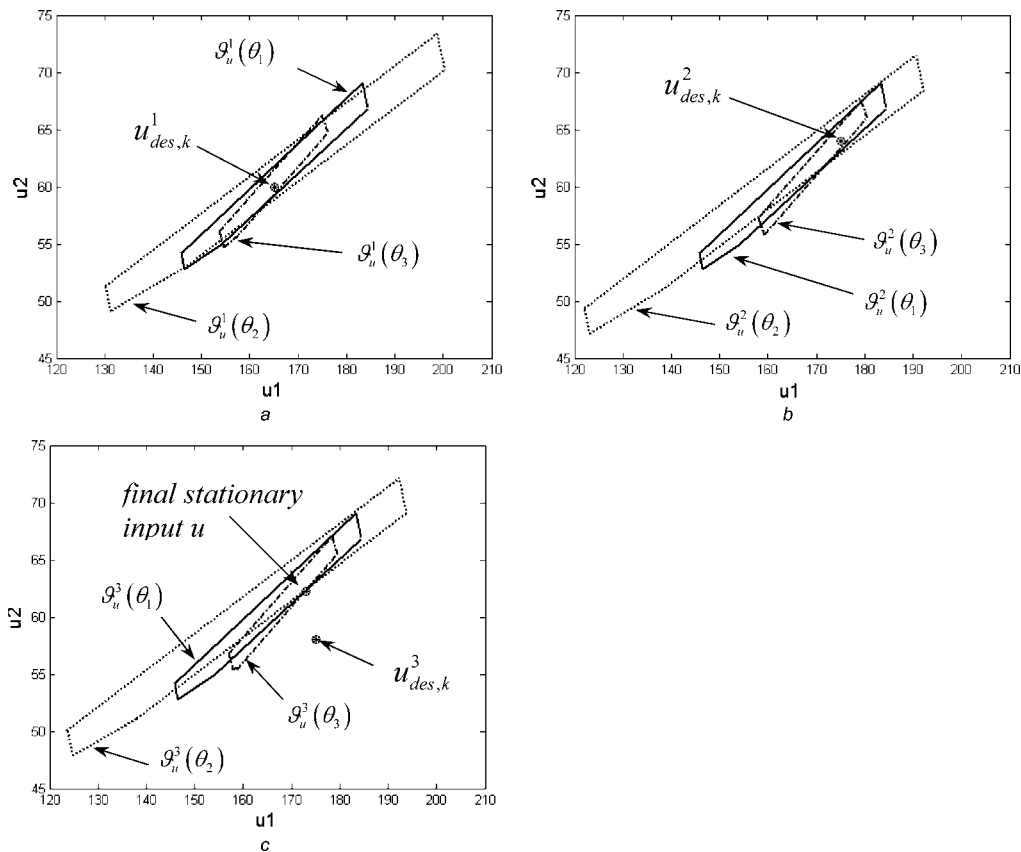 75
70
65
60
55
50
45
u2
120 130 140 150 160 170 180 190 200 210
u1
a
ϑ_u^1(θ_1)
u_{des,k}^1
ϑ_u^1(θ_3)
ϑ_u^1(θ_2)
75
70
65
60
55
50
45
u2
120 130 140 150 160 170 180 190 200 210
u1
b
u_{des,k}^2
ϑ_u^2(θ_3)
ϑ_u^2(θ_1)
ϑ_u^2(θ_2)
75
70
65
60
55
50
45
u2
120 130 140 150 160 170 180 190 200 210
u1
c
final stationary
input u
ϑ_u^3(θ_1)
u_{des,k}^3
ϑ_u^3(θ_3)
ϑ_u^3(θ_2)